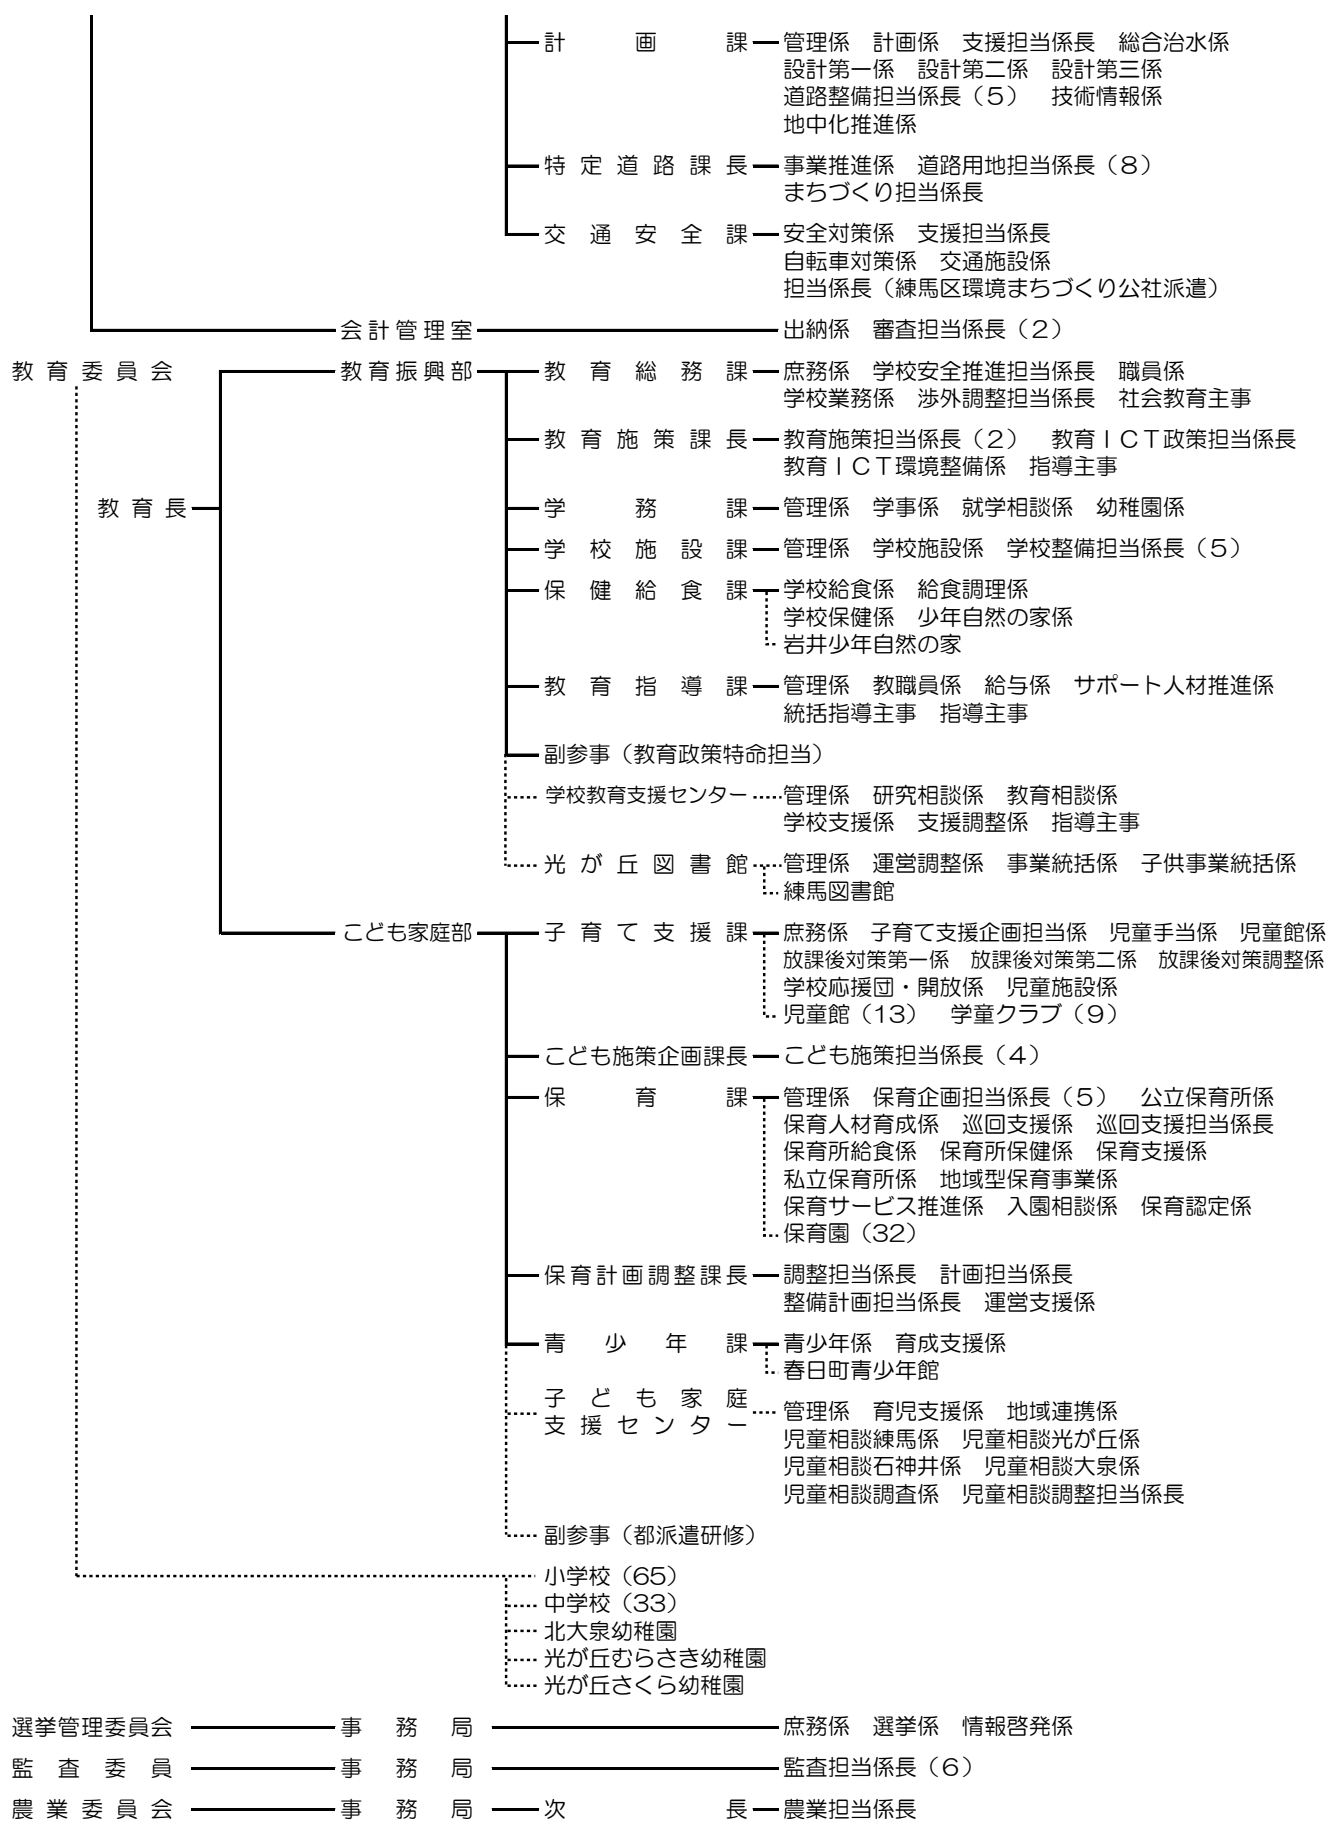 計画課 管理係 計画係 支援担当係長 総合治水係
設計第一係 設計第二係 設計第三係
道路整備担当係長（5） 技術情報係
地中化推進係
特定道路課長 事業推進係 道路用地担当係長（8）
まちづくり担当係長
交通安全課 安全対策係 支援担当係長
自転車対策係 交通施設係
担当係長（練馬区環境まちづくり公社派遣）
会計管理室 出納係 審査担当係長（2）
教育委員会 教育振興部 教育総務課 庶務係 学校安全推進担当係長 職員係
学校業務係 渉外調整担当係長 社会教育主事
教育施策課長 教育施策担当係長（2） 教育ＩＣＴ政策担当係長
教育ＩＣＴ環境整備係 指導主事
教育長 学務課 管理係 学事係 就学相談係 幼稚園係
学校施設課 管理係 学校施設係 学校整備担当係長（5）
保健給食課 学校給食係 給食調理係
学校保健係 少年自然の家係
岩井少年自然の家
教育指導課 管理係 教職員係 給与係 サポート人材推進係
統括指導主事 指導主事
副参事（教育政策特命担当）
学校教育支援センター 管理係 研究相談係 教育相談係
学校支援係 支援調整係 指導主事
光が丘図書館 管理係 運営調整係 事業統括係 子供事業統括係
練馬図書館
こども家庭部 子育て支援課 庶務係 子育て支援企画担当係 児童手当係 児童館係
放課後対策第一係 放課後対策第二係 放課後対策調整係
学校応援団・開放係 児童施設係
児童館（13） 学童クラブ（9）
こども施策企画課長 こども施策担当係長（4）
保育課 管理係 保育企画担当係長（5） 公立保育所係
保育人材育成係 巡回支援係 巡回支援担当係長
保育所給食係 保育所保健係 保育支援係
私立保育所係 地域型保育事業係
保育サービス推進係 入園相談係 保育認定係
保育園（32）
保育計画調整課長 調整担当係長 計画担当係長
整備計画担当係長 運営支援係
青少年課 青少年係 育成支援係
春日町青少年館
子ども家庭
支援センター 管理係 育児支援係 地域連携係
児童相談練馬係 児童相談光が丘係
児童相談石神井係 児童相談大泉係
児童相談調査係 児童相談調整担当係長
副参事（都派遣研修）
小学校（65）
中学校（33）
北大泉幼稚園
光が丘むらさき幼稚園
光が丘さくら幼稚園
選挙管理委員会 事務局 庶務係 選挙係 情報啓発係
監査委員 事務局 監査担当係長（6）
農業委員会 事務局 次長 農業担当係長